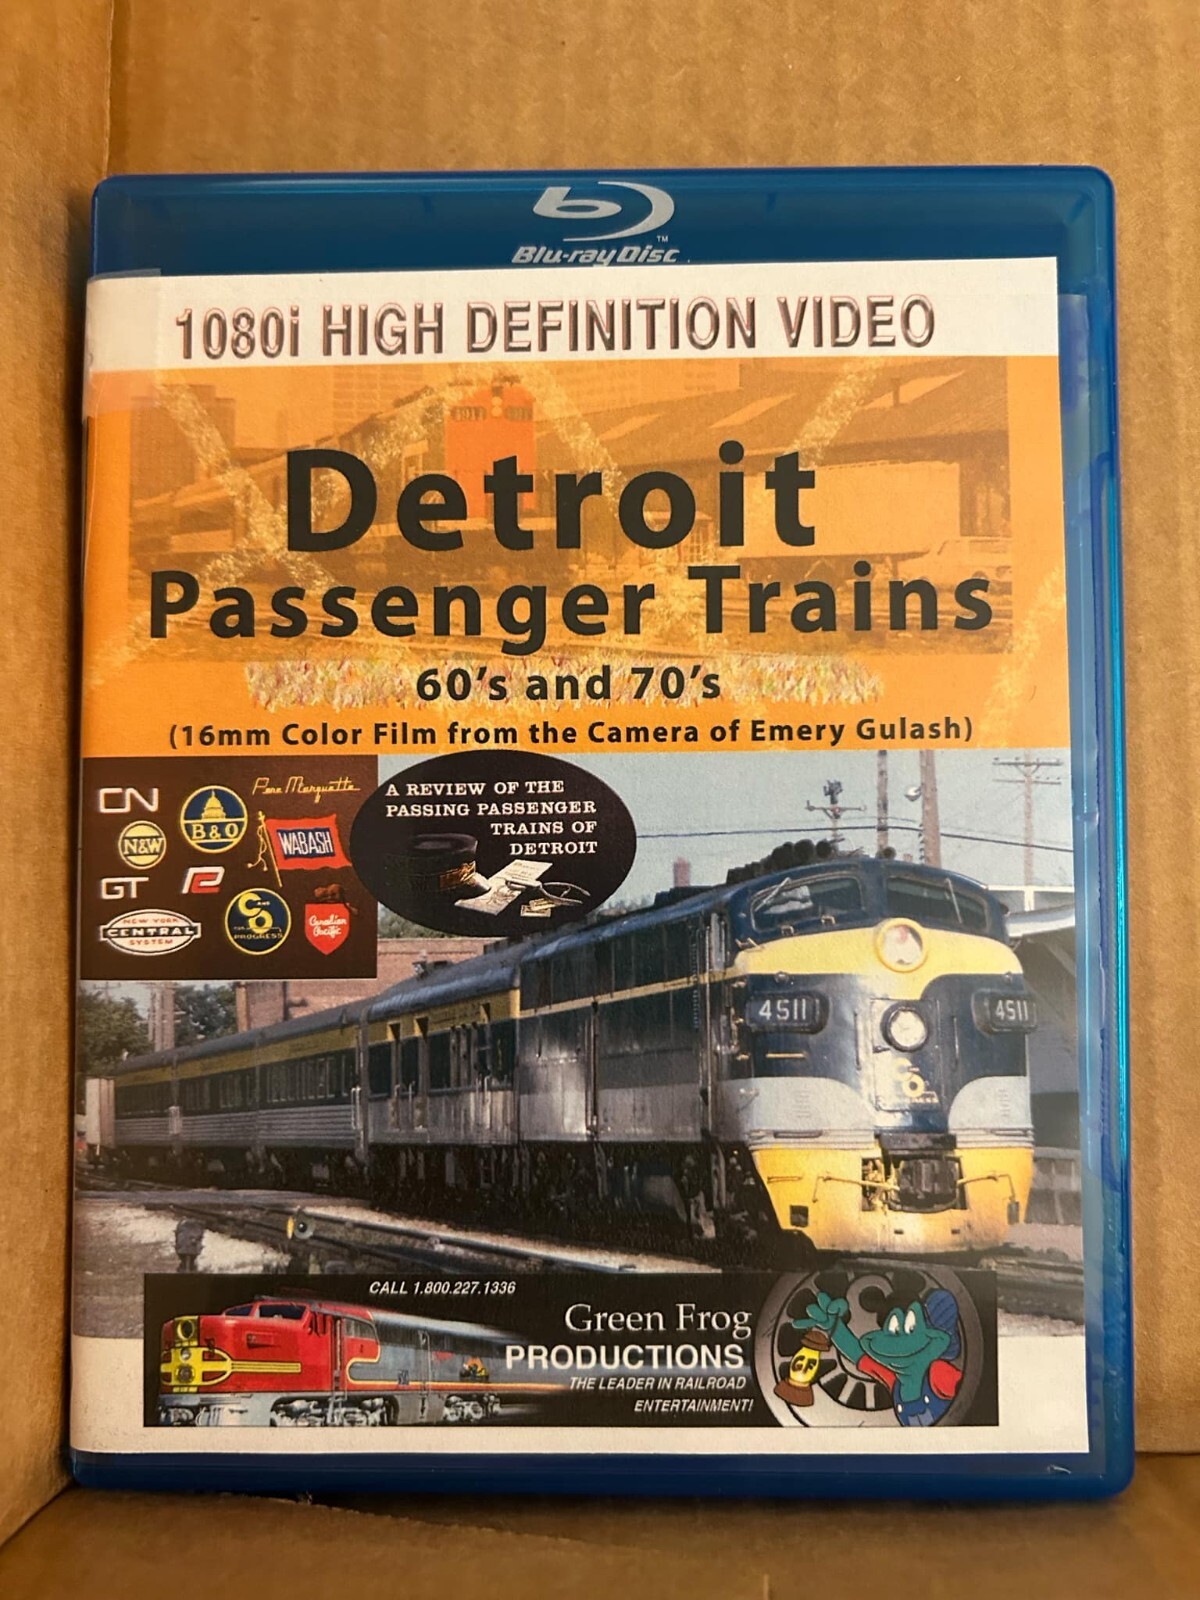 Blu-ray Disc
TM
1080i HIGH DEFINITION VIDEO
Detroit
Passenger Trains
60's and 70's
(16mm Color Film from the Camera of Emery Gulash)
CN
B&O
Pere Marquette
N&W
WABASH
GT
NEW YORK
CENTRAL
SYSTEM
C AND O
FOR PROGRESS
Canadian
Pacific
A REVIEW OF THE
PASSING PASSENGER
TRAINS OF
DETROIT
4511
4511
C&O
CALL 1.800.227.1336
Green Frog
PRODUCTIONS
THE LEADER IN RAILROAD
ENTERTAINMENT!
GF